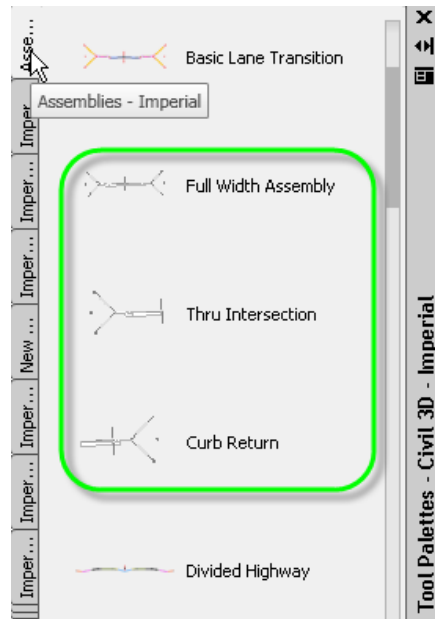 Asse...
Basic Lane Transition
Assemblies - Imperial
Imper...
Imper...
Full Width Assembly
Imper...
Thru Intersection
New ...
Imper...
Curb Return
Imper...
Imper...
Divided Highway
Tool Palettes - Civil 3D - Imperial